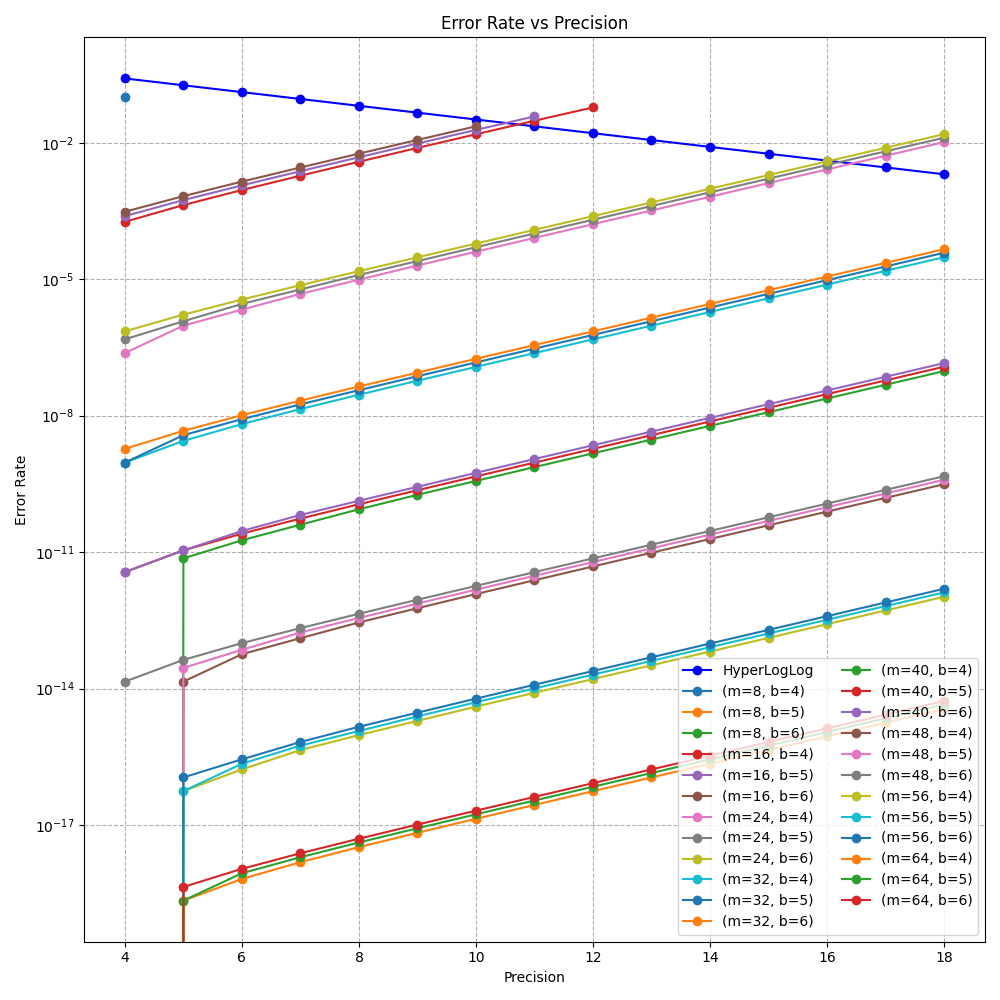 Error Rate vs Precision
Error Rate
10⁻²
10⁻⁵
10⁻⁸
10⁻¹¹
10⁻¹⁴
10⁻¹⁷
4 6 8 10 12 14 16 18
Precision
HyperLogLog
(m=8, b=4)
(m=8, b=5)
(m=8, b=6)
(m=16, b=4)
(m=16, b=5)
(m=16, b=6)
(m=24, b=4)
(m=24, b=5)
(m=24, b=6)
(m=32, b=4)
(m=32, b=5)
(m=32, b=6)
(m=40, b=4)
(m=40, b=5)
(m=40, b=6)
(m=48, b=4)
(m=48, b=5)
(m=48, b=6)
(m=56, b=4)
(m=56, b=5)
(m=56, b=6)
(m=64, b=4)
(m=64, b=5)
(m=64, b=6)